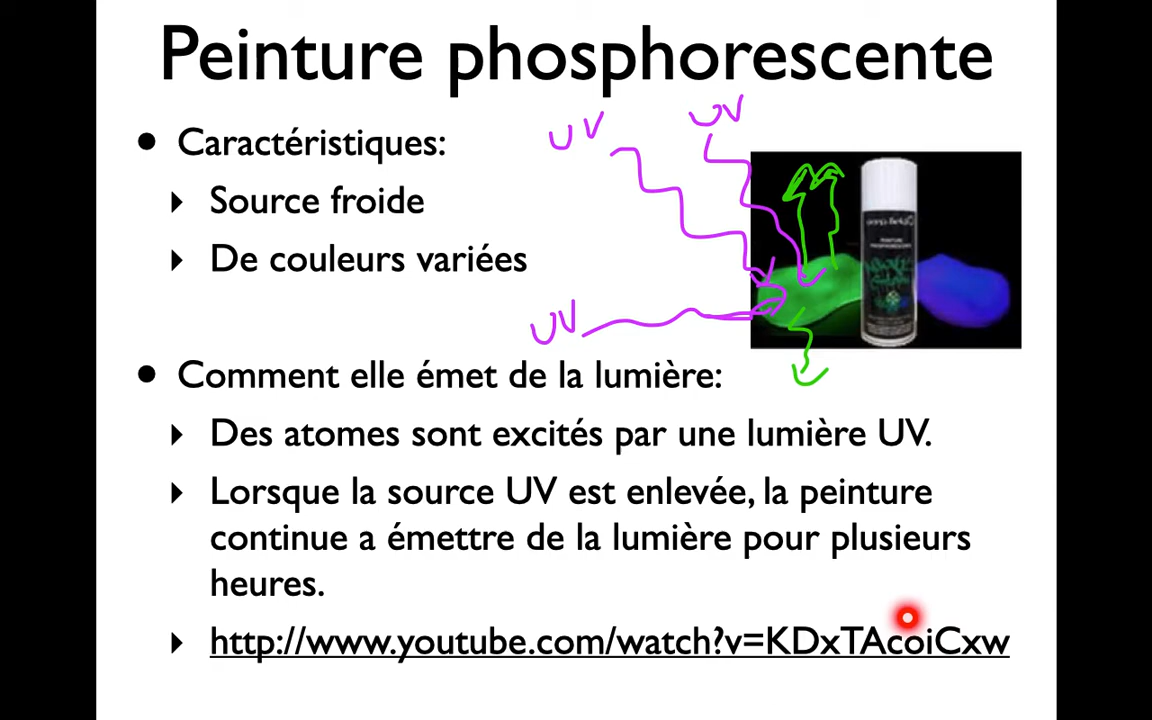 Peinture phosphorescente
• Caractéristiques:
‣ Source froide
‣ De couleurs variées
UV
UV
UV
PEINTURE
PHOSPHORESCENTE
• Comment elle émet de la lumière:
‣ Des atomes sont excités par une lumière UV.
‣ Lorsque la source UV est enlevée, la peinture
continue a émettre de la lumière pour plusieurs
heures.
‣ http://www.youtube.com/watch?v=KDxTAcoiCxw